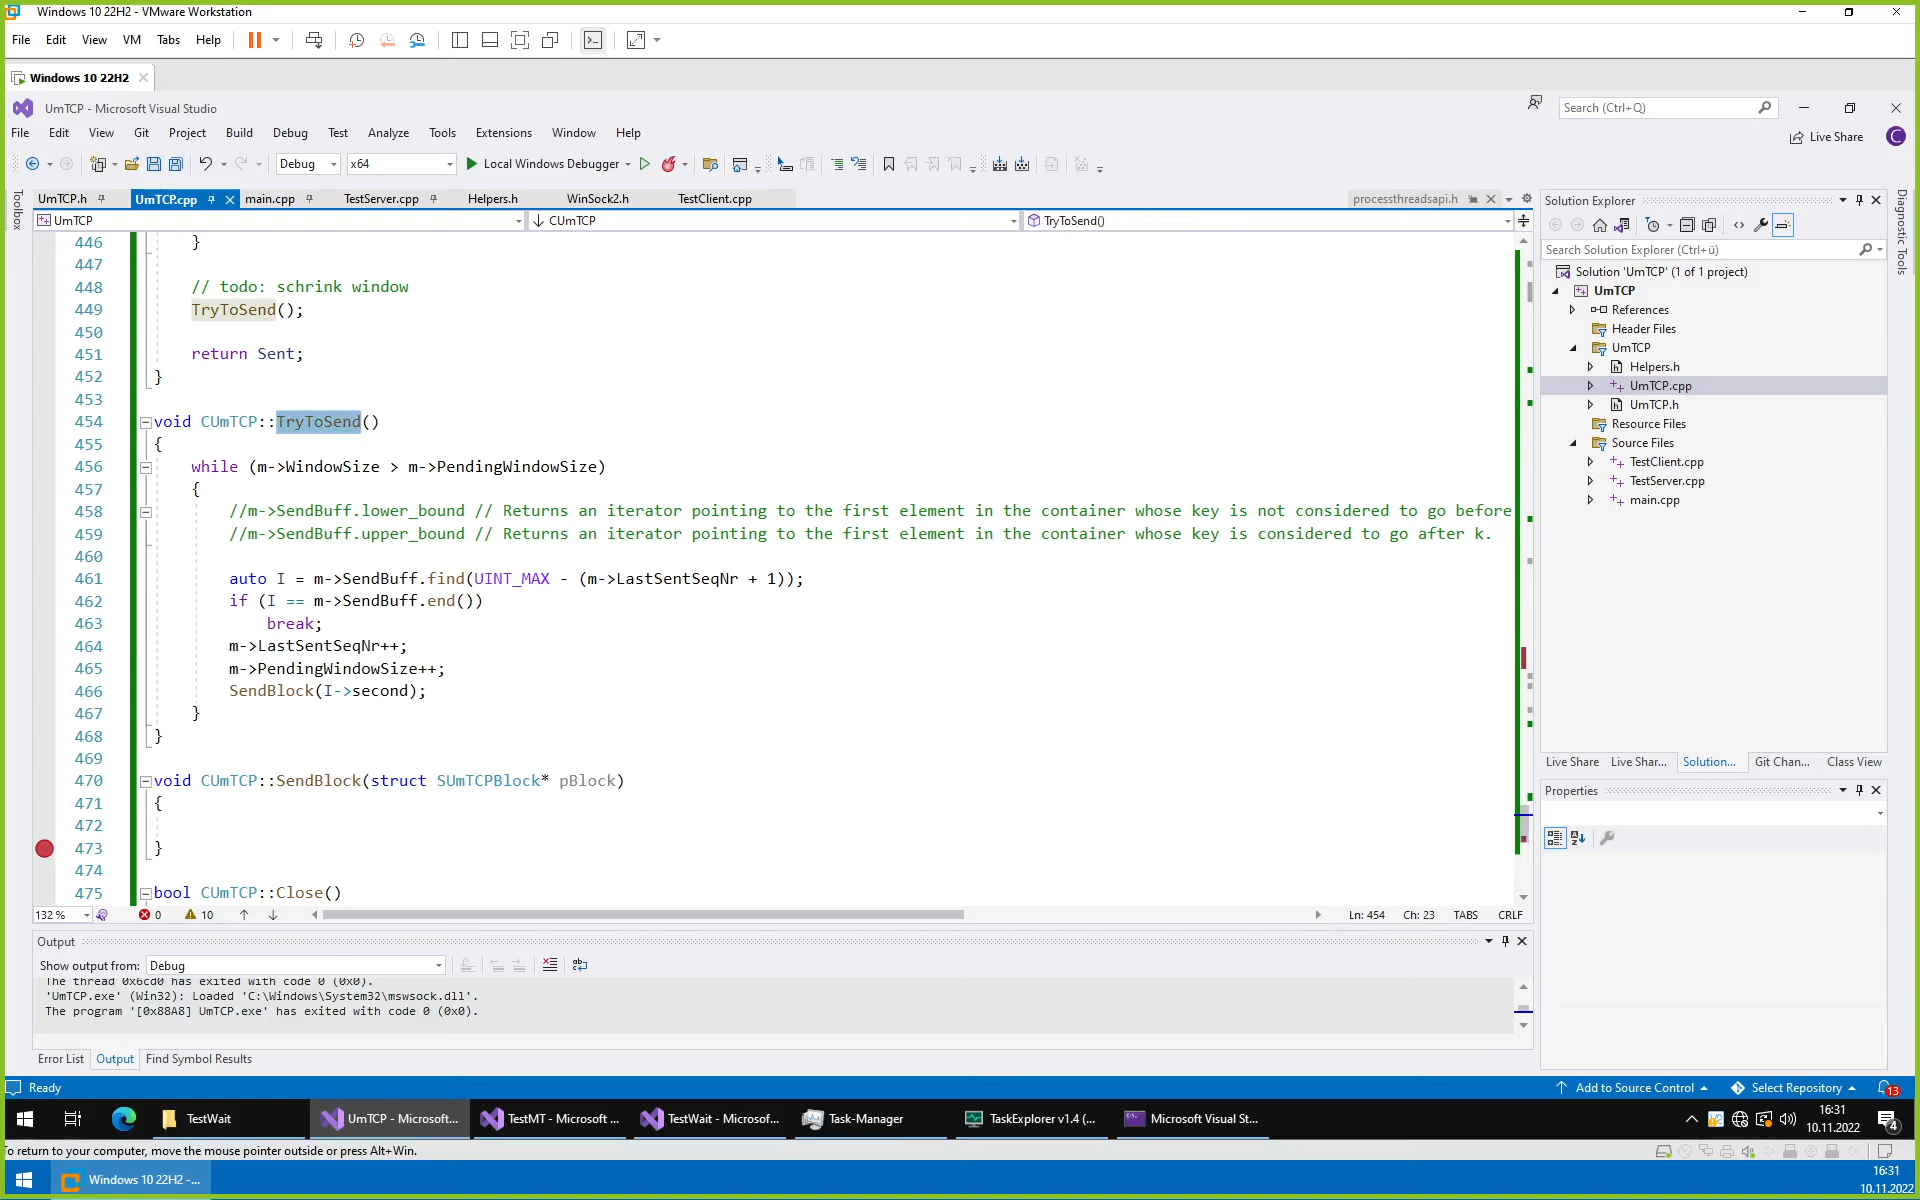 Windows 10 22H2 - VMware Workstation
File Edit View VM Tabs Help
Windows 10 22H2
UmTCP - Microsoft Visual Studio
Search (Ctrl+Q)
File Edit View Git Project Build Debug Test Analyze Tools Extensions Window Help
Live Share
C
Debug x64 Local Windows Debugger
Toolbox
UmTCP.h UmTCP.cpp main.cpp TestServer.cpp Helpers.h WinSock2.h TestClient.cpp processthreadsapi.h
UmTCP CUmTCP TryToSend()
446 }
447
448 // todo: schrink window
449 TryToSend();
450
451 return Sent;
452 }
453
454 void CUmTCP::TryToSend()
455 {
456 while (m->WindowSize > m->PendingWindowSize)
457 {
458 //m->SendBuff.lower_bound // Returns an iterator pointing to the first element in the container whose key is not considered to go before
459 //m->SendBuff.upper_bound // Returns an iterator pointing to the first element in the container whose key is considered to go after k.
460
461 auto I = m->SendBuff.find(UINT_MAX - (m->LastSentSeqNr + 1));
462 if (I == m->SendBuff.end())
463 break;
464 m->LastSentSeqNr++;
465 m->PendingWindowSize++;
466 SendBlock(I->second);
467 }
468 }
469
470 void CUmTCP::SendBlock(struct SUmTCPBlock* pBlock)
471 {
472
473 }
474
475 bool CUmTCP::Close()
132 % 0 10 Ln: 454 Ch: 23 TABS CRLF
Output
Show output from: Debug
The thread 0x6cd0 has exited with code 0 (0x0).
'UmTCP.exe' (Win32): Loaded 'C:\Windows\System32\mswsock.dll'.
The program '[0x88A8] UmTCP.exe' has exited with code 0 (0x0).
Error List Output Find Symbol Results
Solution Explorer
Search Solution Explorer (Ctrl+ü)
Solution 'UmTCP' (1 of 1 project)
UmTCP
References
Header Files
UmTCP
Helpers.h
UmTCP.cpp
UmTCP.h
Resource Files
Source Files
TestClient.cpp
TestServer.cpp
main.cpp
Live Share Live Shar... Solution... Git Chan... Class View
Properties
Diagnostic Tools
Ready
Add to Source Control Select Repository 13
TestWait UmTCP - Microsoft... TestMT - Microsoft ... TestWait - Microsof... Task-Manager TaskExplorer v1.4 (... Microsoft Visual St...
16:31
10.11.2022
4
To return to your computer, move the mouse pointer outside or press Alt+Win.
Windows 10 22H2 -...
16:31
10.11.2022